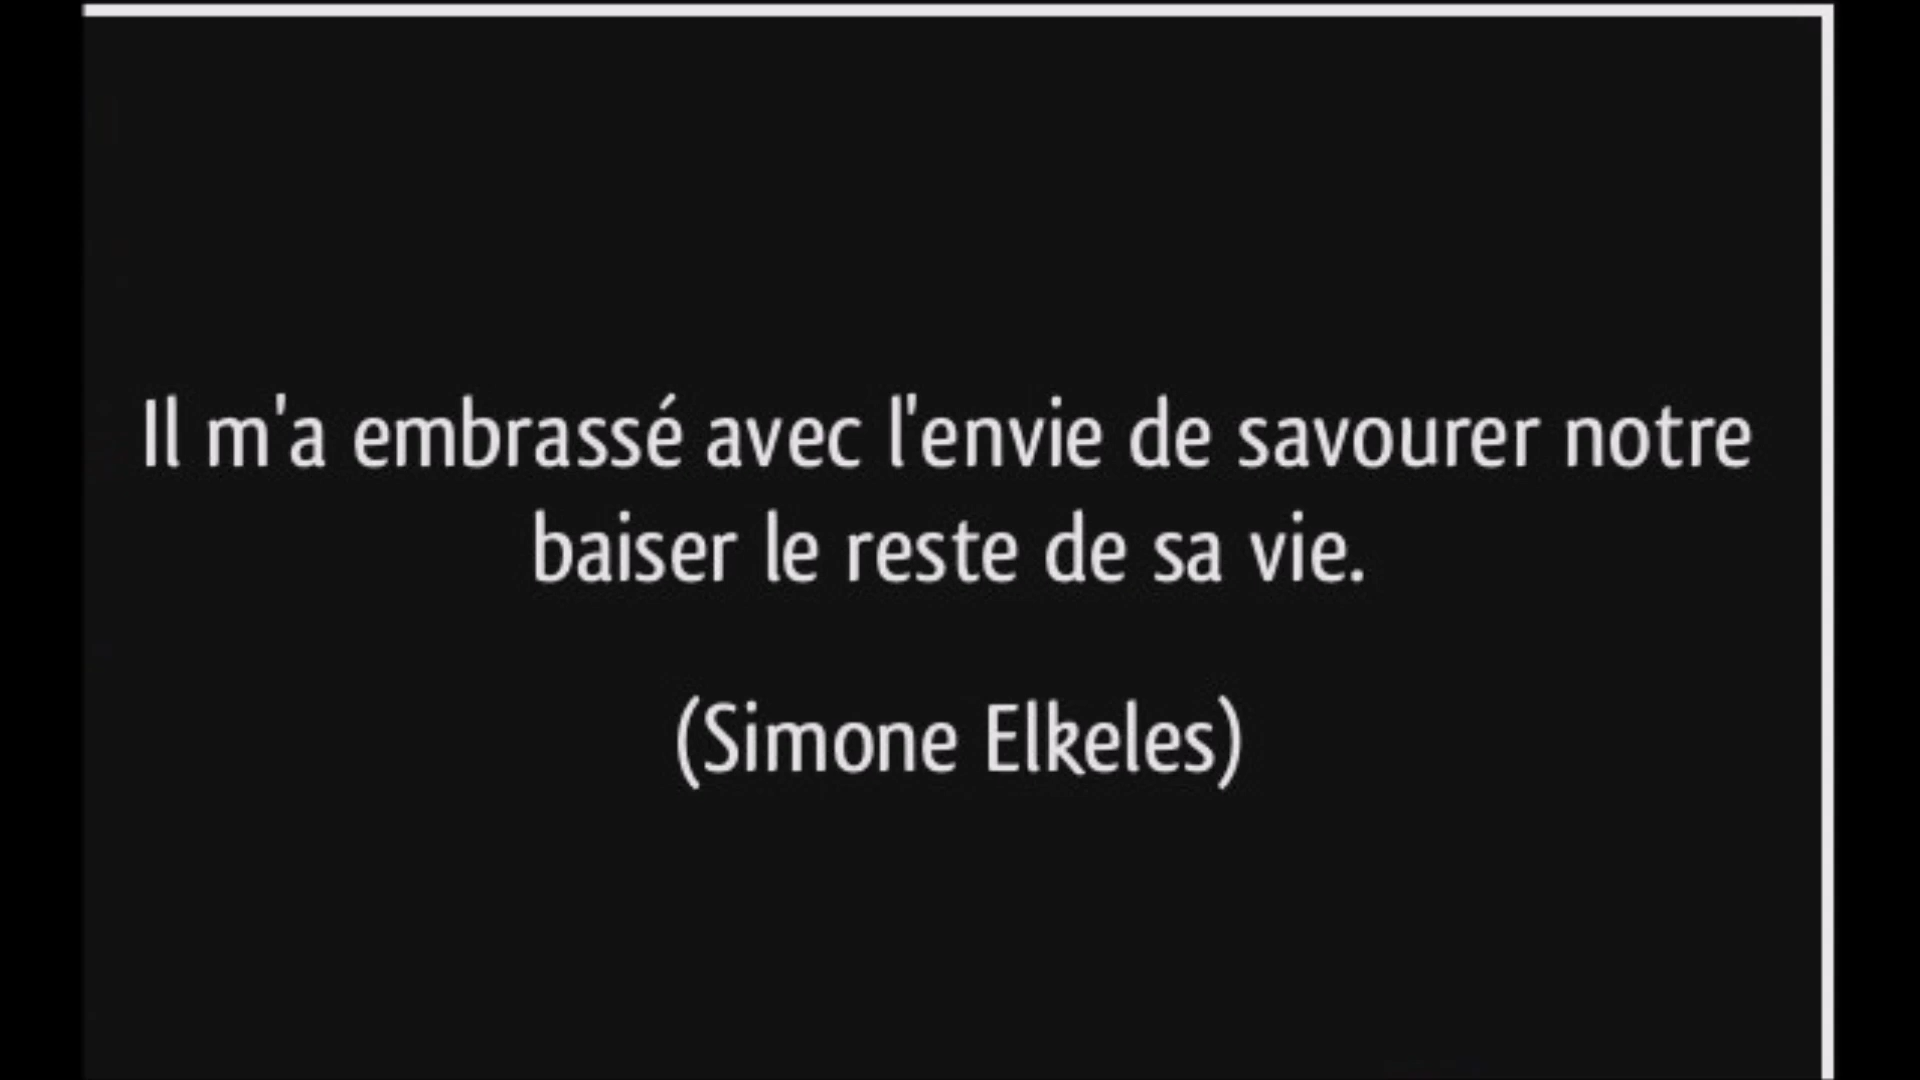 Il m'a embrassé avec l'envie de savourer notre
baiser le reste de sa vie.
(Simone Elkeles)